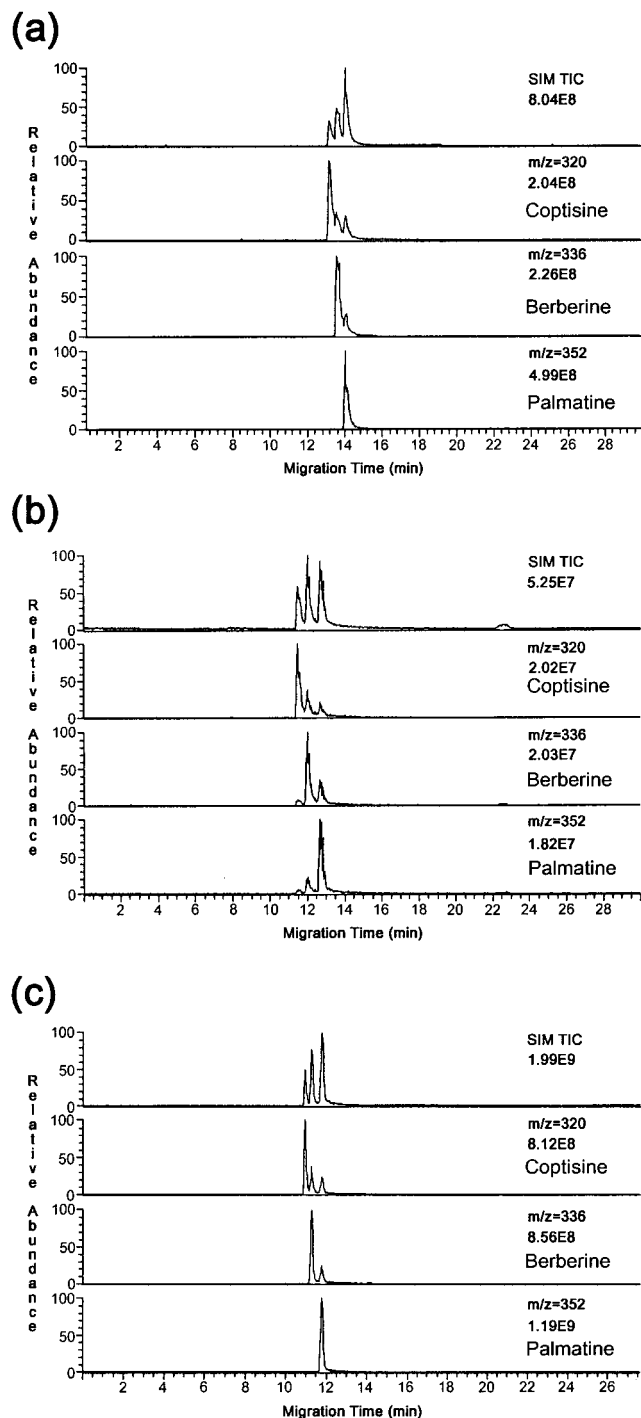 (a)
Relative Abundance
100
50
0
SIM TIC
8.04E8
100
50
0
m/z=320
2.04E8
Coptisine
100
50
0
m/z=336
2.26E8
Berberine
100
50
0
m/z=352
4.99E8
Palmatine
2 4 6 8 10 12 14 16 18 20 22 24 26 28
Migration Time (min)
(b)
Relative Abundance
100
50
0
SIM TIC
5.25E7
100
50
0
m/z=320
2.02E7
Coptisine
100
50
0
m/z=336
2.03E7
Berberine
100
50
0
m/z=352
1.82E7
Palmatine
2 4 6 8 10 12 14 16 18 20 22 24 26 28
Migration Time (min)
(c)
Relative Abundance
100
50
0
SIM TIC
1.99E9
100
50
0
m/z=320
8.12E8
Coptisine
100
50
0
m/z=336
8.56E8
Berberine
100
50
0
m/z=352
1.19E9
Palmatine
2 4 6 8 10 12 14 16 18 20 22 24 26
Migration Time (min)